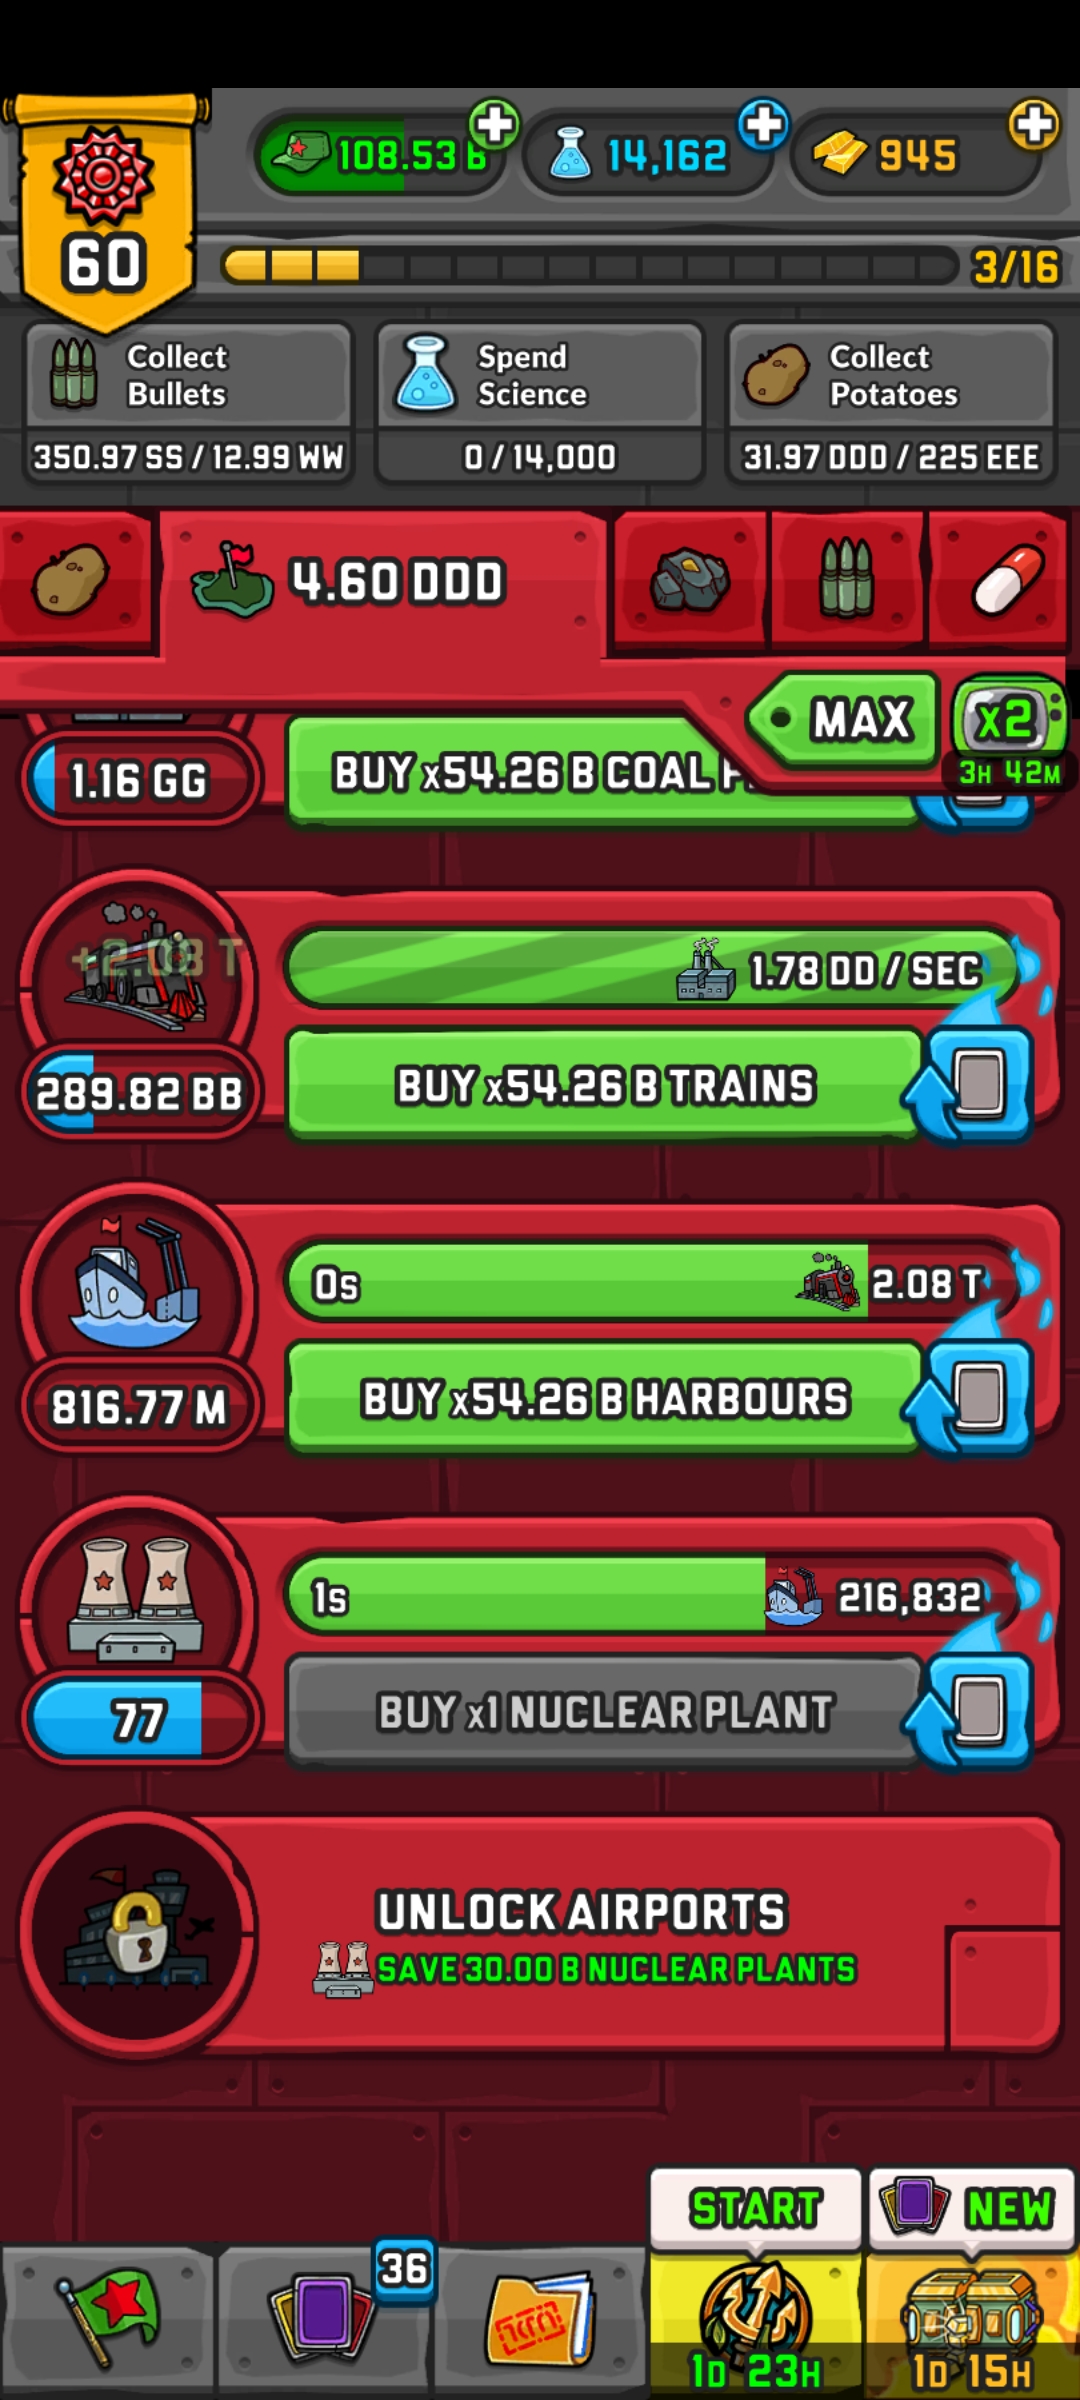 60
108.53 B
14,162
945
3/16
Collect
Bullets
350.97 SS / 12.99 WW
Spend
Science
0 / 14,000
Collect
Potatoes
31.97 DDD / 225 EEE
4.60 DDD
MAX
x2
3H 42M
1.16 GG
BUY x54.26 B COAL
+2.08 T
1.78 DD / SEC
289.82 BB
BUY x54.26 B TRAINS
0s
2.08 T
816.77 M
BUY x54.26 B HARBOURS
1s
216,832
77
BUY x1 NUCLEAR PLANT
UNLOCK AIRPORTS
SAVE 30.00 B NUCLEAR PLANTS
START
NEW
36
1D 23H
1D 15H